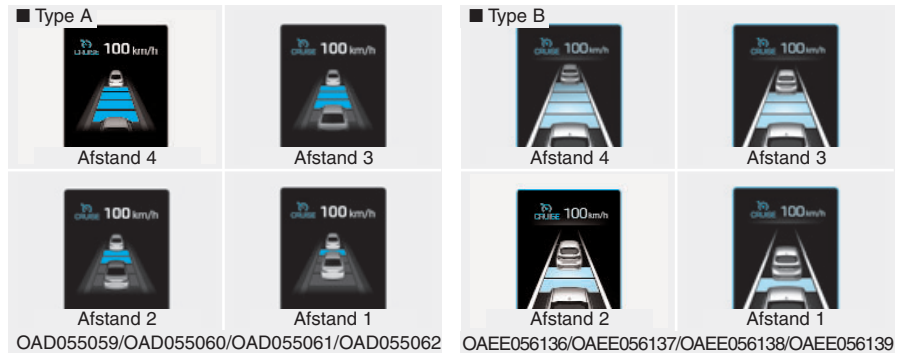 ■ Type A
CRUISE 100 km/h
Afstand 4
CRUISE 100 km/h
Afstand 3
CRUISE 100 km/h
Afstand 2
CRUISE 100 km/h
Afstand 1
OAD055059/OAD055060/OAD055061/OAD055062
■ Type B
CRUISE 100 km/h
Afstand 4
CRUISE 100 km/h
Afstand 3
CRUISE 100 km/h
Afstand 2
CRUISE 100 km/h
Afstand 1
OAEE056136/OAEE056137/OAEE056138/OAEE056139